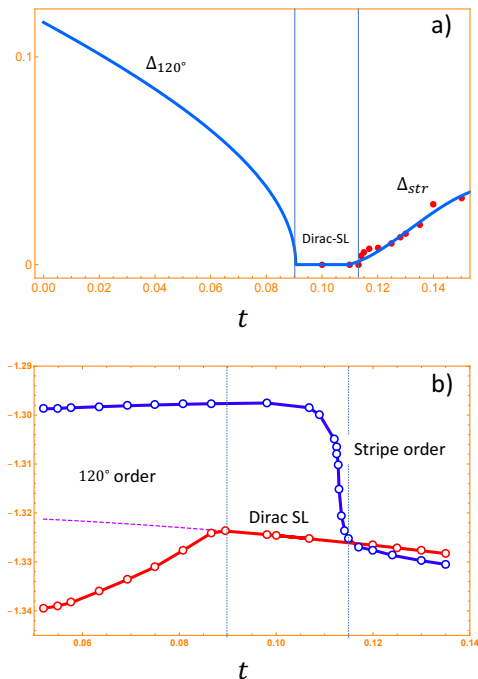 a)
0.1
Δ120°
Δstr
Dirac-SL
0
0.00 0.02 0.04 0.06 0.08 0.10 0.12 0.14
t
−1.29
b)
−1.30
Stripe order
−1.31
120° order
−1.32
Dirac SL
−1.33
−1.34
0.06 0.08 0.10 0.12 0.14
t